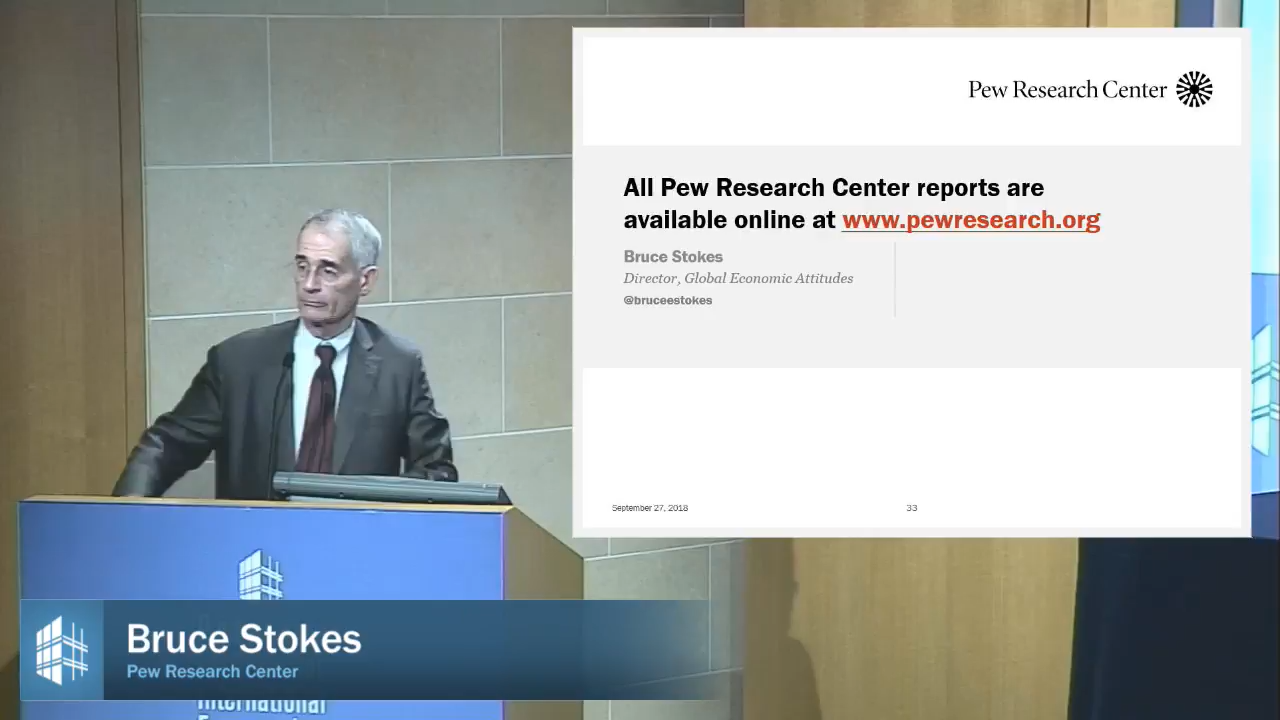 Pew Research Center
All Pew Research Center reports are
available online at www.pewresearch.org
Bruce Stokes
Director, Global Economic Attitudes
@bruceestokes
September 27, 2018
33
Bruce Stokes
Pew Research Center
International